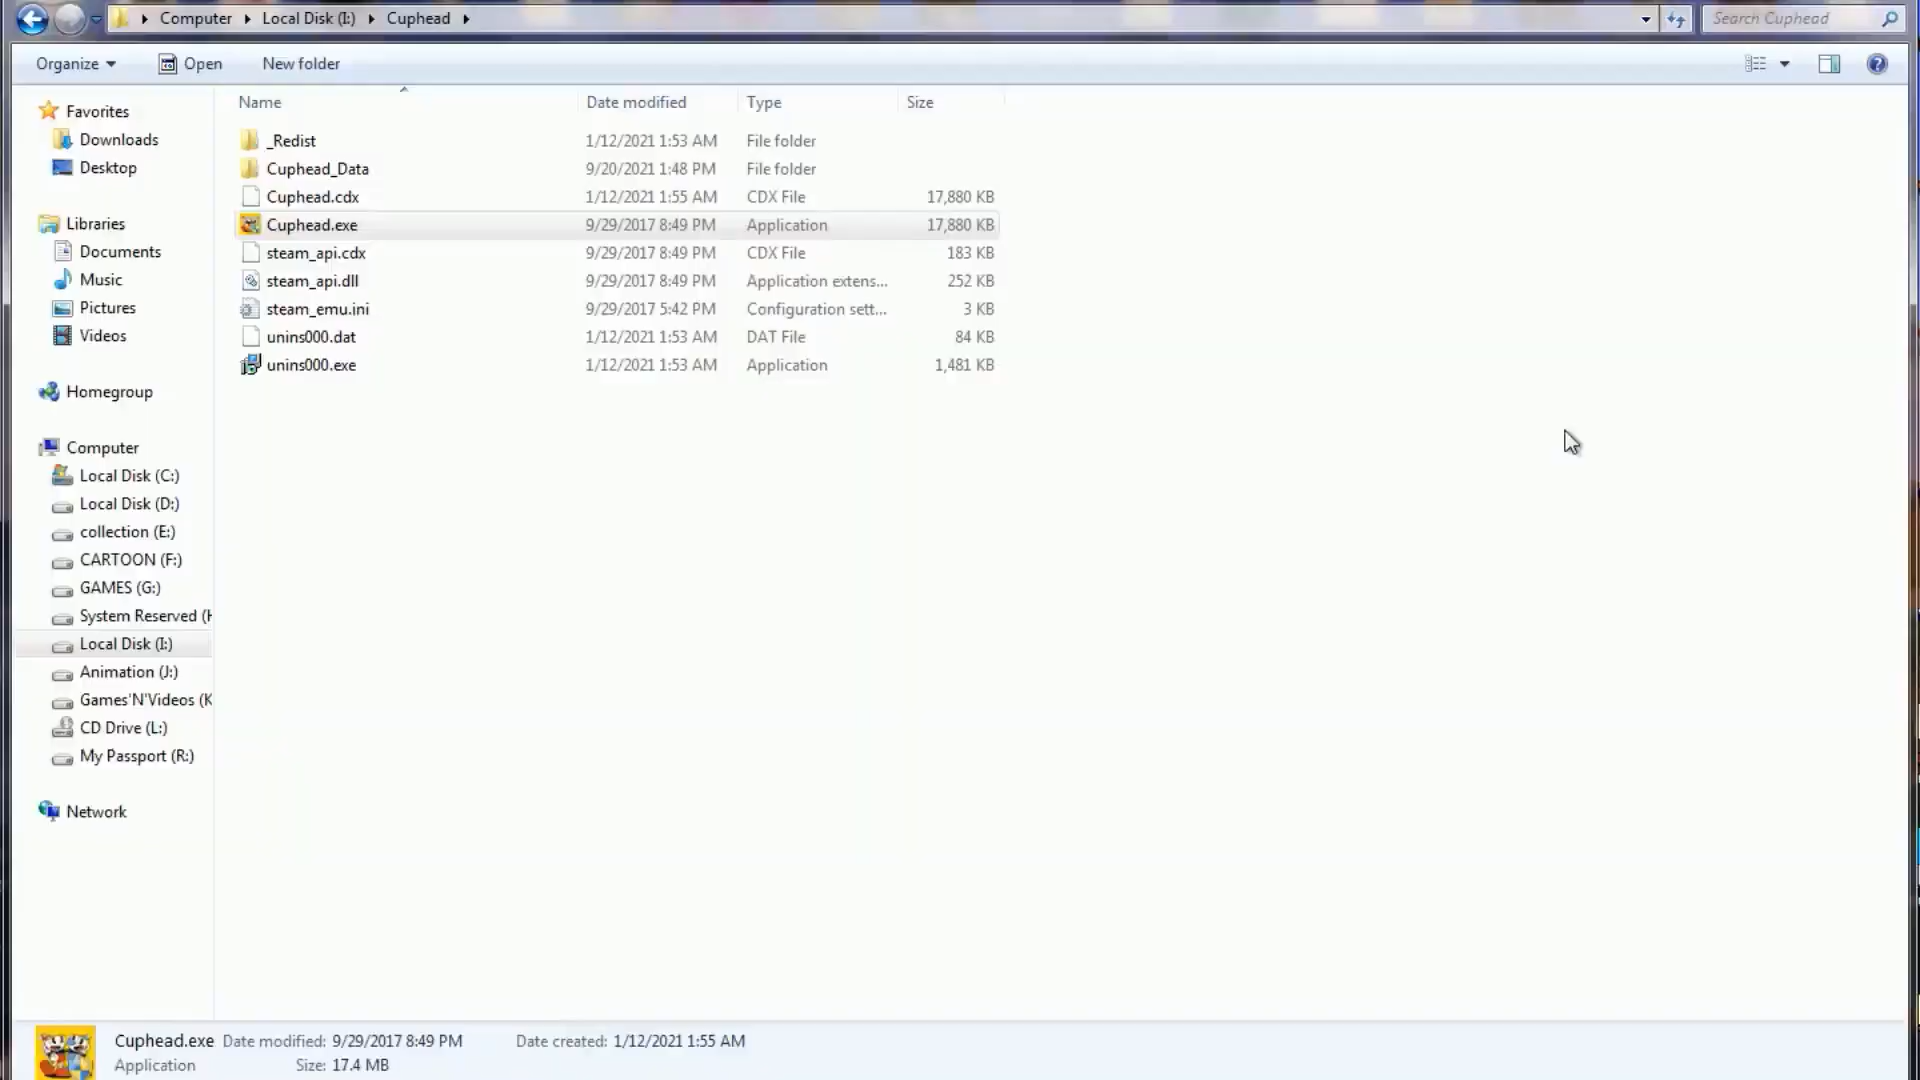 Computer Local Disk (I:) Cuphead Search Cuphead
Organize Open New folder
Name Date modified Type Size
_Redist 1/12/2021 1:53 AM File folder
Cuphead_Data 9/20/2021 1:48 PM File folder
Cuphead.cdx 1/12/2021 1:55 AM CDX File 17,880 KB
Cuphead.exe 9/29/2017 8:49 PM Application 17,880 KB
steam_api.cdx 9/29/2017 8:49 PM CDX File 183 KB
steam_api.dll 9/29/2017 8:49 PM Application extens... 252 KB
steam_emu.ini 9/29/2017 5:42 PM Configuration sett... 3 KB
unins000.dat 1/12/2021 1:53 AM DAT File 84 KB
unins000.exe 1/12/2021 1:53 AM Application 1,481 KB
Favorites
Downloads
Desktop
Libraries
Documents
Music
Pictures
Videos
Homegroup
Computer
Local Disk (C:)
Local Disk (D:)
collection (E:)
CARTOON (F:)
GAMES (G:)
System Reserved (H
Local Disk (I:)
Animation (J:)
Games'N'Videos (K
CD Drive (L:)
My Passport (R:)
Network
Cuphead.exe Date modified: 9/29/2017 8:49 PM Date created: 1/12/2021 1:55 AM
Application Size: 17.4 MB